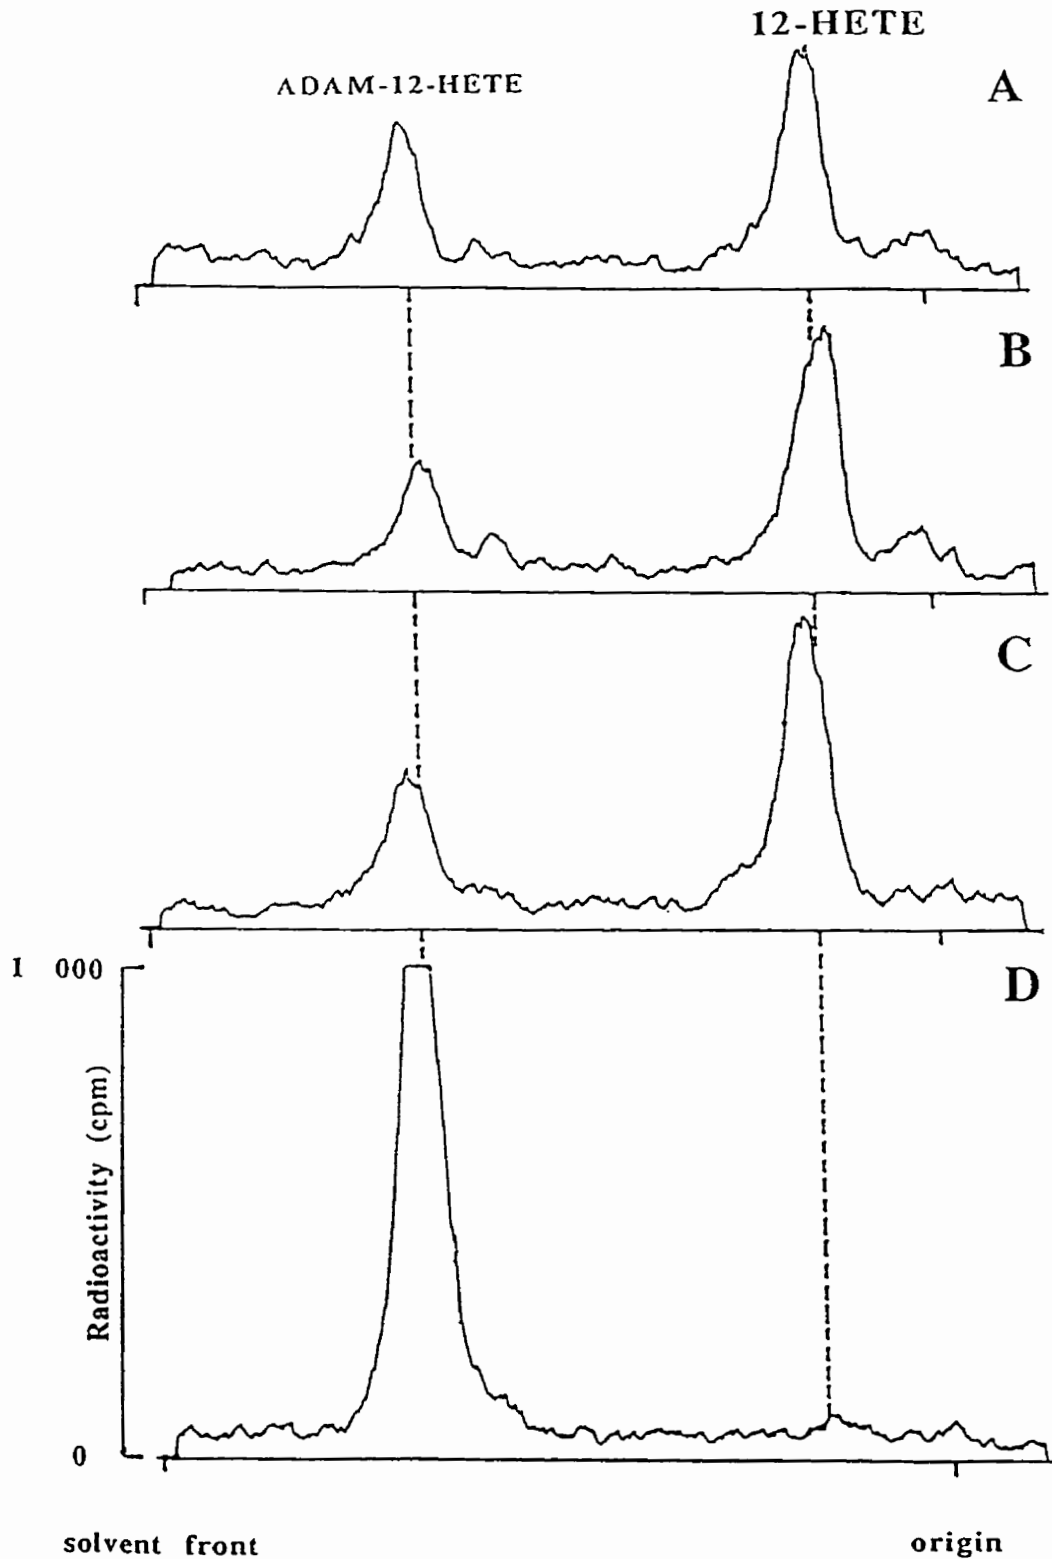 12-HETE
ADAM-12-HETE
A
B
C
D
1 000
Radioactivity (cpm)
0
solvent front
origin